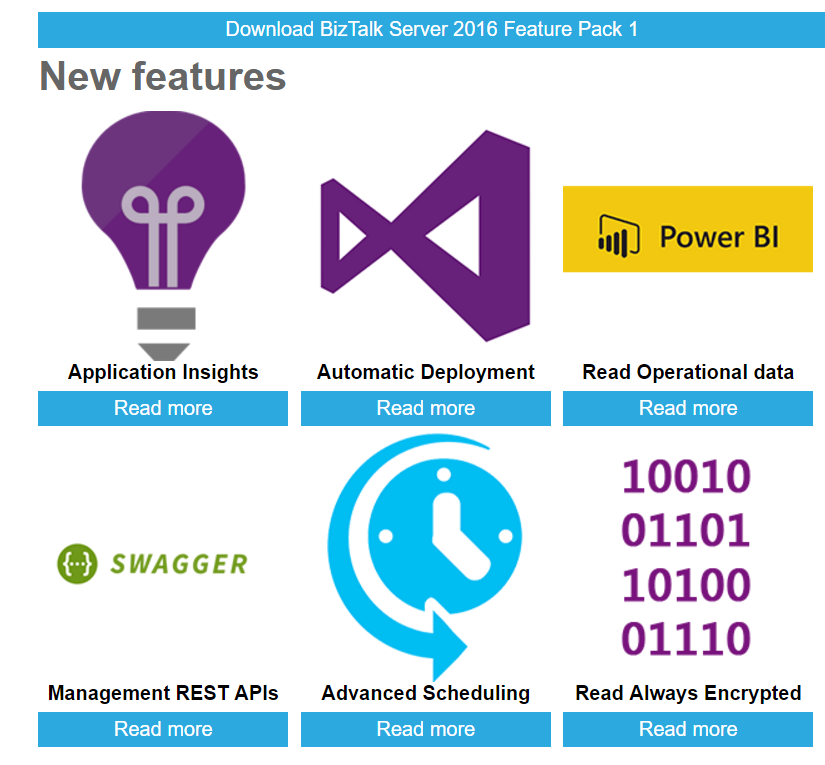 Download BizTalk Server 2016 Feature Pack 1
New features
Power BI
Application Insights
Automatic Deployment
Read Operational data
Read more
Read more
Read more
SWAGGER
10010
01101
10100
01110
Management REST APIs
Advanced Scheduling
Read Always Encrypted
Read more
Read more
Read more